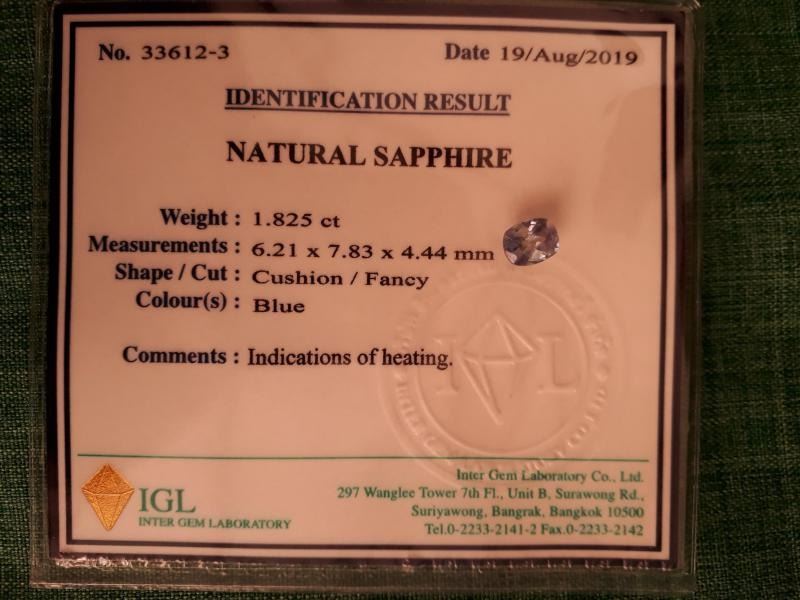 No. 33612-3 Date 19/Aug/2019
IDENTIFICATION RESULT
NATURAL SAPPHIRE
Weight : 1.825 ct
Measurements : 6.21 x 7.83 x 4.44 mm
Shape / Cut : Cushion / Fancy
Colour(s) : Blue
Comments : Indications of heating.
I L
IGL
INTER GEM LABORATORY
Inter Gem Laboratory Co., Ltd.
297 Wanglee Tower 7th Fl., Unit B, Surawong Rd.,
Suriyawong, Bangrak, Bangkok 10500
Tel.0-2233-2141-2 Fax.0-2233-2142